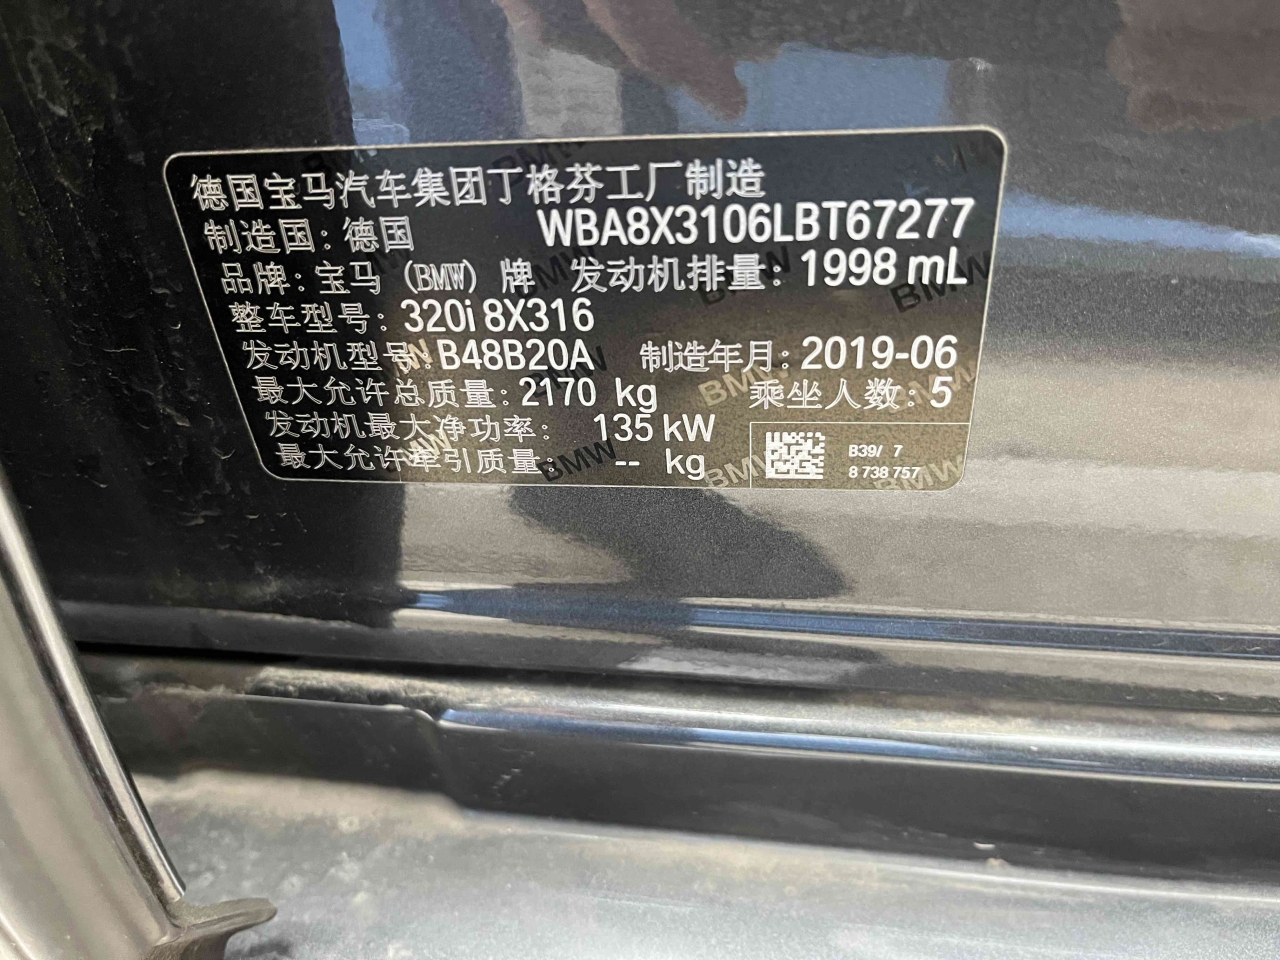 德国宝马汽车集团丁格芬工厂制造
制造国：德国 WBA8X3106LBT67277
品牌：宝马（BMW）牌 发动机排量：1998 mL
整车型号：320i 8X316
发动机型号：B48B20A 制造年月：2019-06
最大允许总质量：2170 kg 乘坐人数：5
发动机最大净功率： 135 kW
最大允许牵引质量： -- kg
B39/ 7
8 738 757